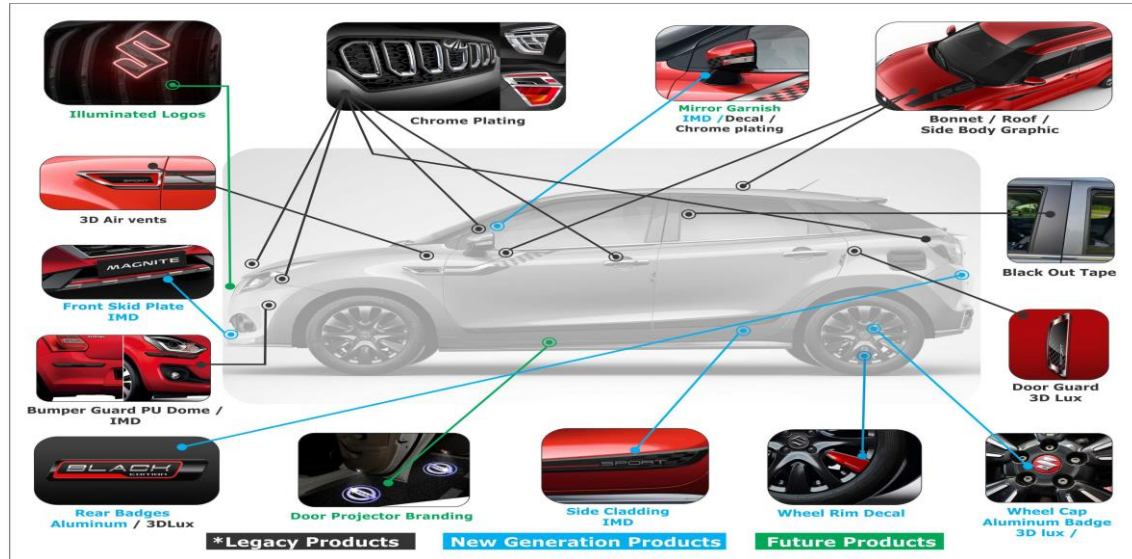 Illuminated Logos
Chrome Plating
Mirror Garnish
IMD /Decal /
Chrome plating
RS
Bonnet / Roof /
Side Body Graphic
SPORT
3D Air vents
MAGNITE
Front Skid Plate
IMD
Black Out Tape
Bumper Guard PU Dome /
IMD
Door Guard
3D Lux
BLACK
EDITION
Rear Badges
Aluminum / 3DLux
Door Projector Branding
SPORT
Side Cladding
IMD
Wheel Rim Decal
Wheel Cap
Aluminum Badge
3D lux /
*Legacy Products
New Generation Products
Future Products